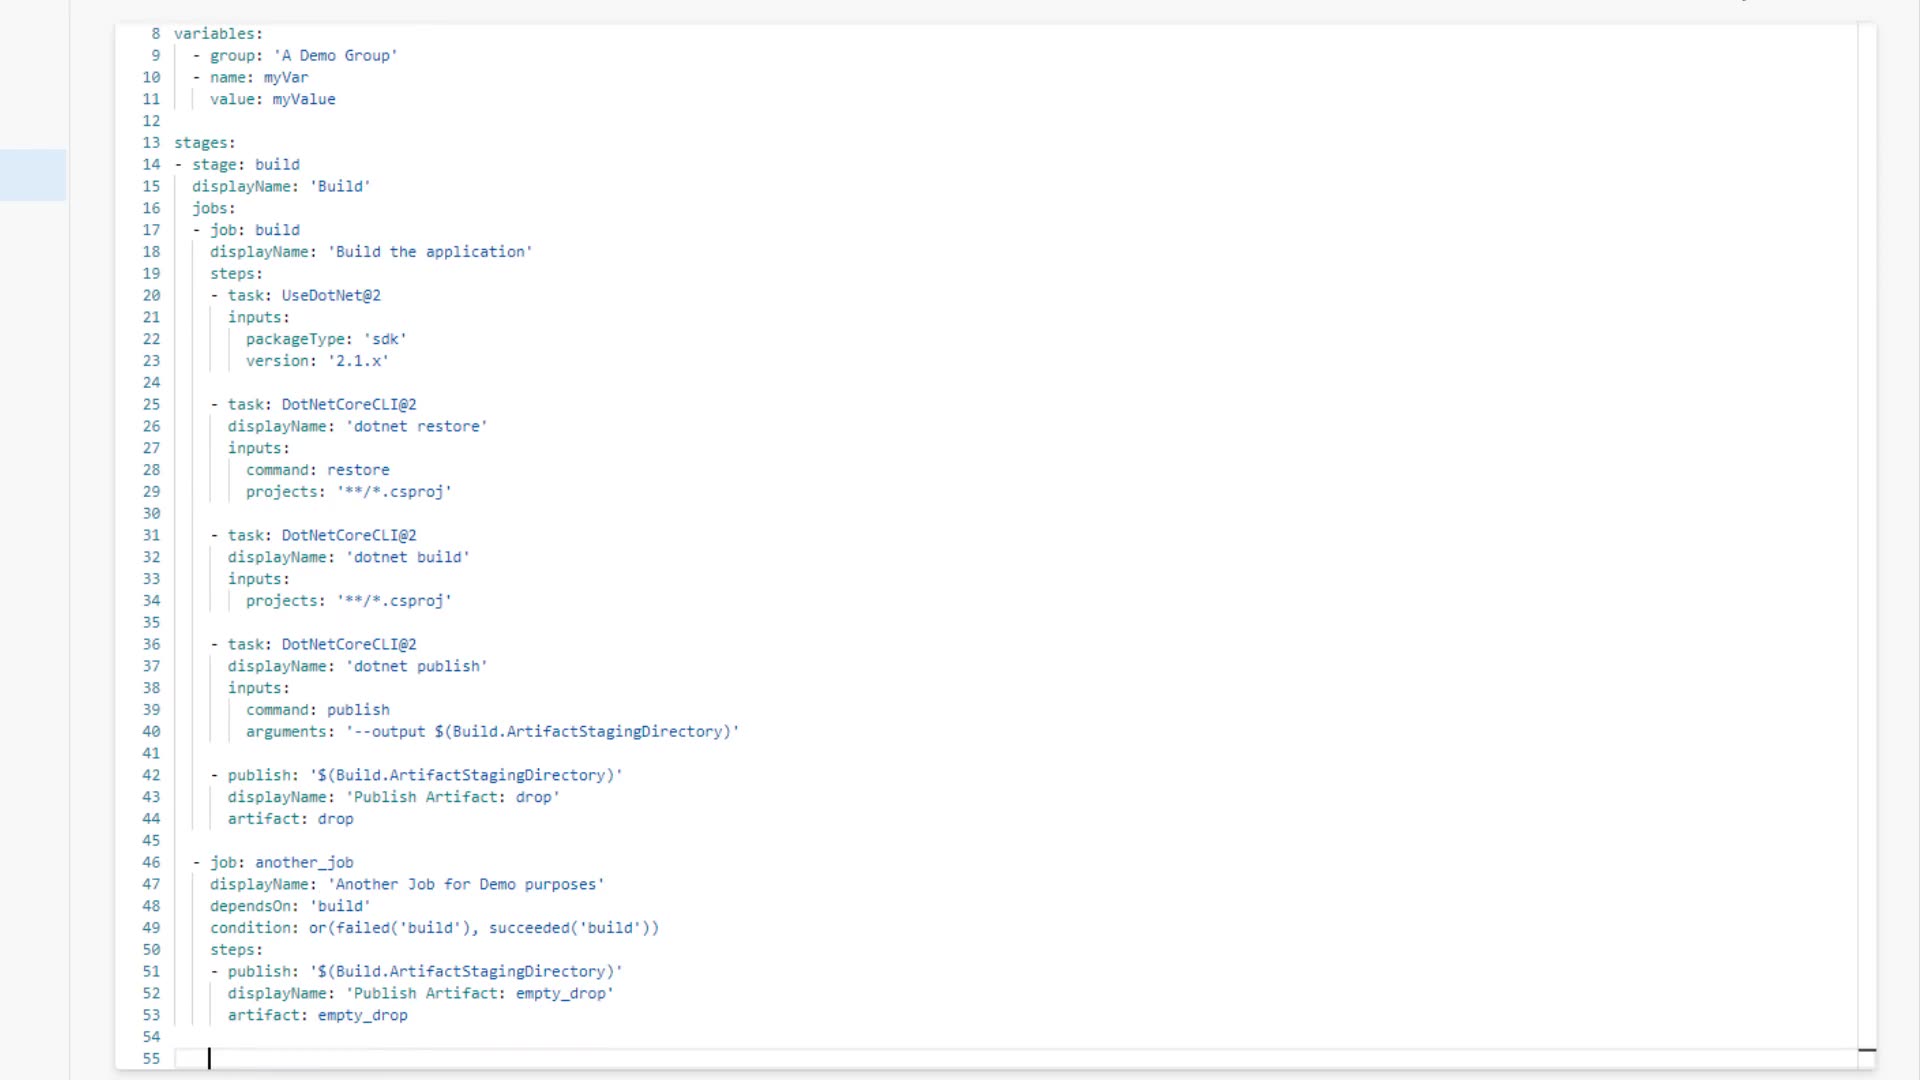 8 variables:
9   - group: 'A Demo Group'
10   - name: myVar
11     value: myValue
12
13 stages:
14 - stage: build
15   displayName: 'Build'
16   jobs:
17   - job: build
18     displayName: 'Build the application'
19     steps:
20     - task: UseDotNet@2
21       inputs:
22         packageType: 'sdk'
23         version: '2.1.x'
24
25     - task: DotNetCoreCLI@2
26       displayName: 'dotnet restore'
27       inputs:
28         command: restore
29         projects: '**/*.csproj'
30
31     - task: DotNetCoreCLI@2
32       displayName: 'dotnet build'
33       inputs:
34         projects: '**/*.csproj'
35
36     - task: DotNetCoreCLI@2
37       displayName: 'dotnet publish'
38       inputs:
39         command: publish
40         arguments: '--output $(Build.ArtifactStagingDirectory)'
41
42     - publish: '$(Build.ArtifactStagingDirectory)'
43       displayName: 'Publish Artifact: drop'
44       artifact: drop
45
46   - job: another_job
47     displayName: 'Another Job for Demo purposes'
48     dependsOn: 'build'
49     condition: or(failed('build'), succeeded('build'))
50     steps:
51     - publish: '$(Build.ArtifactStagingDirectory)'
52       displayName: 'Publish Artifact: empty_drop'
53       artifact: empty_drop
54
55